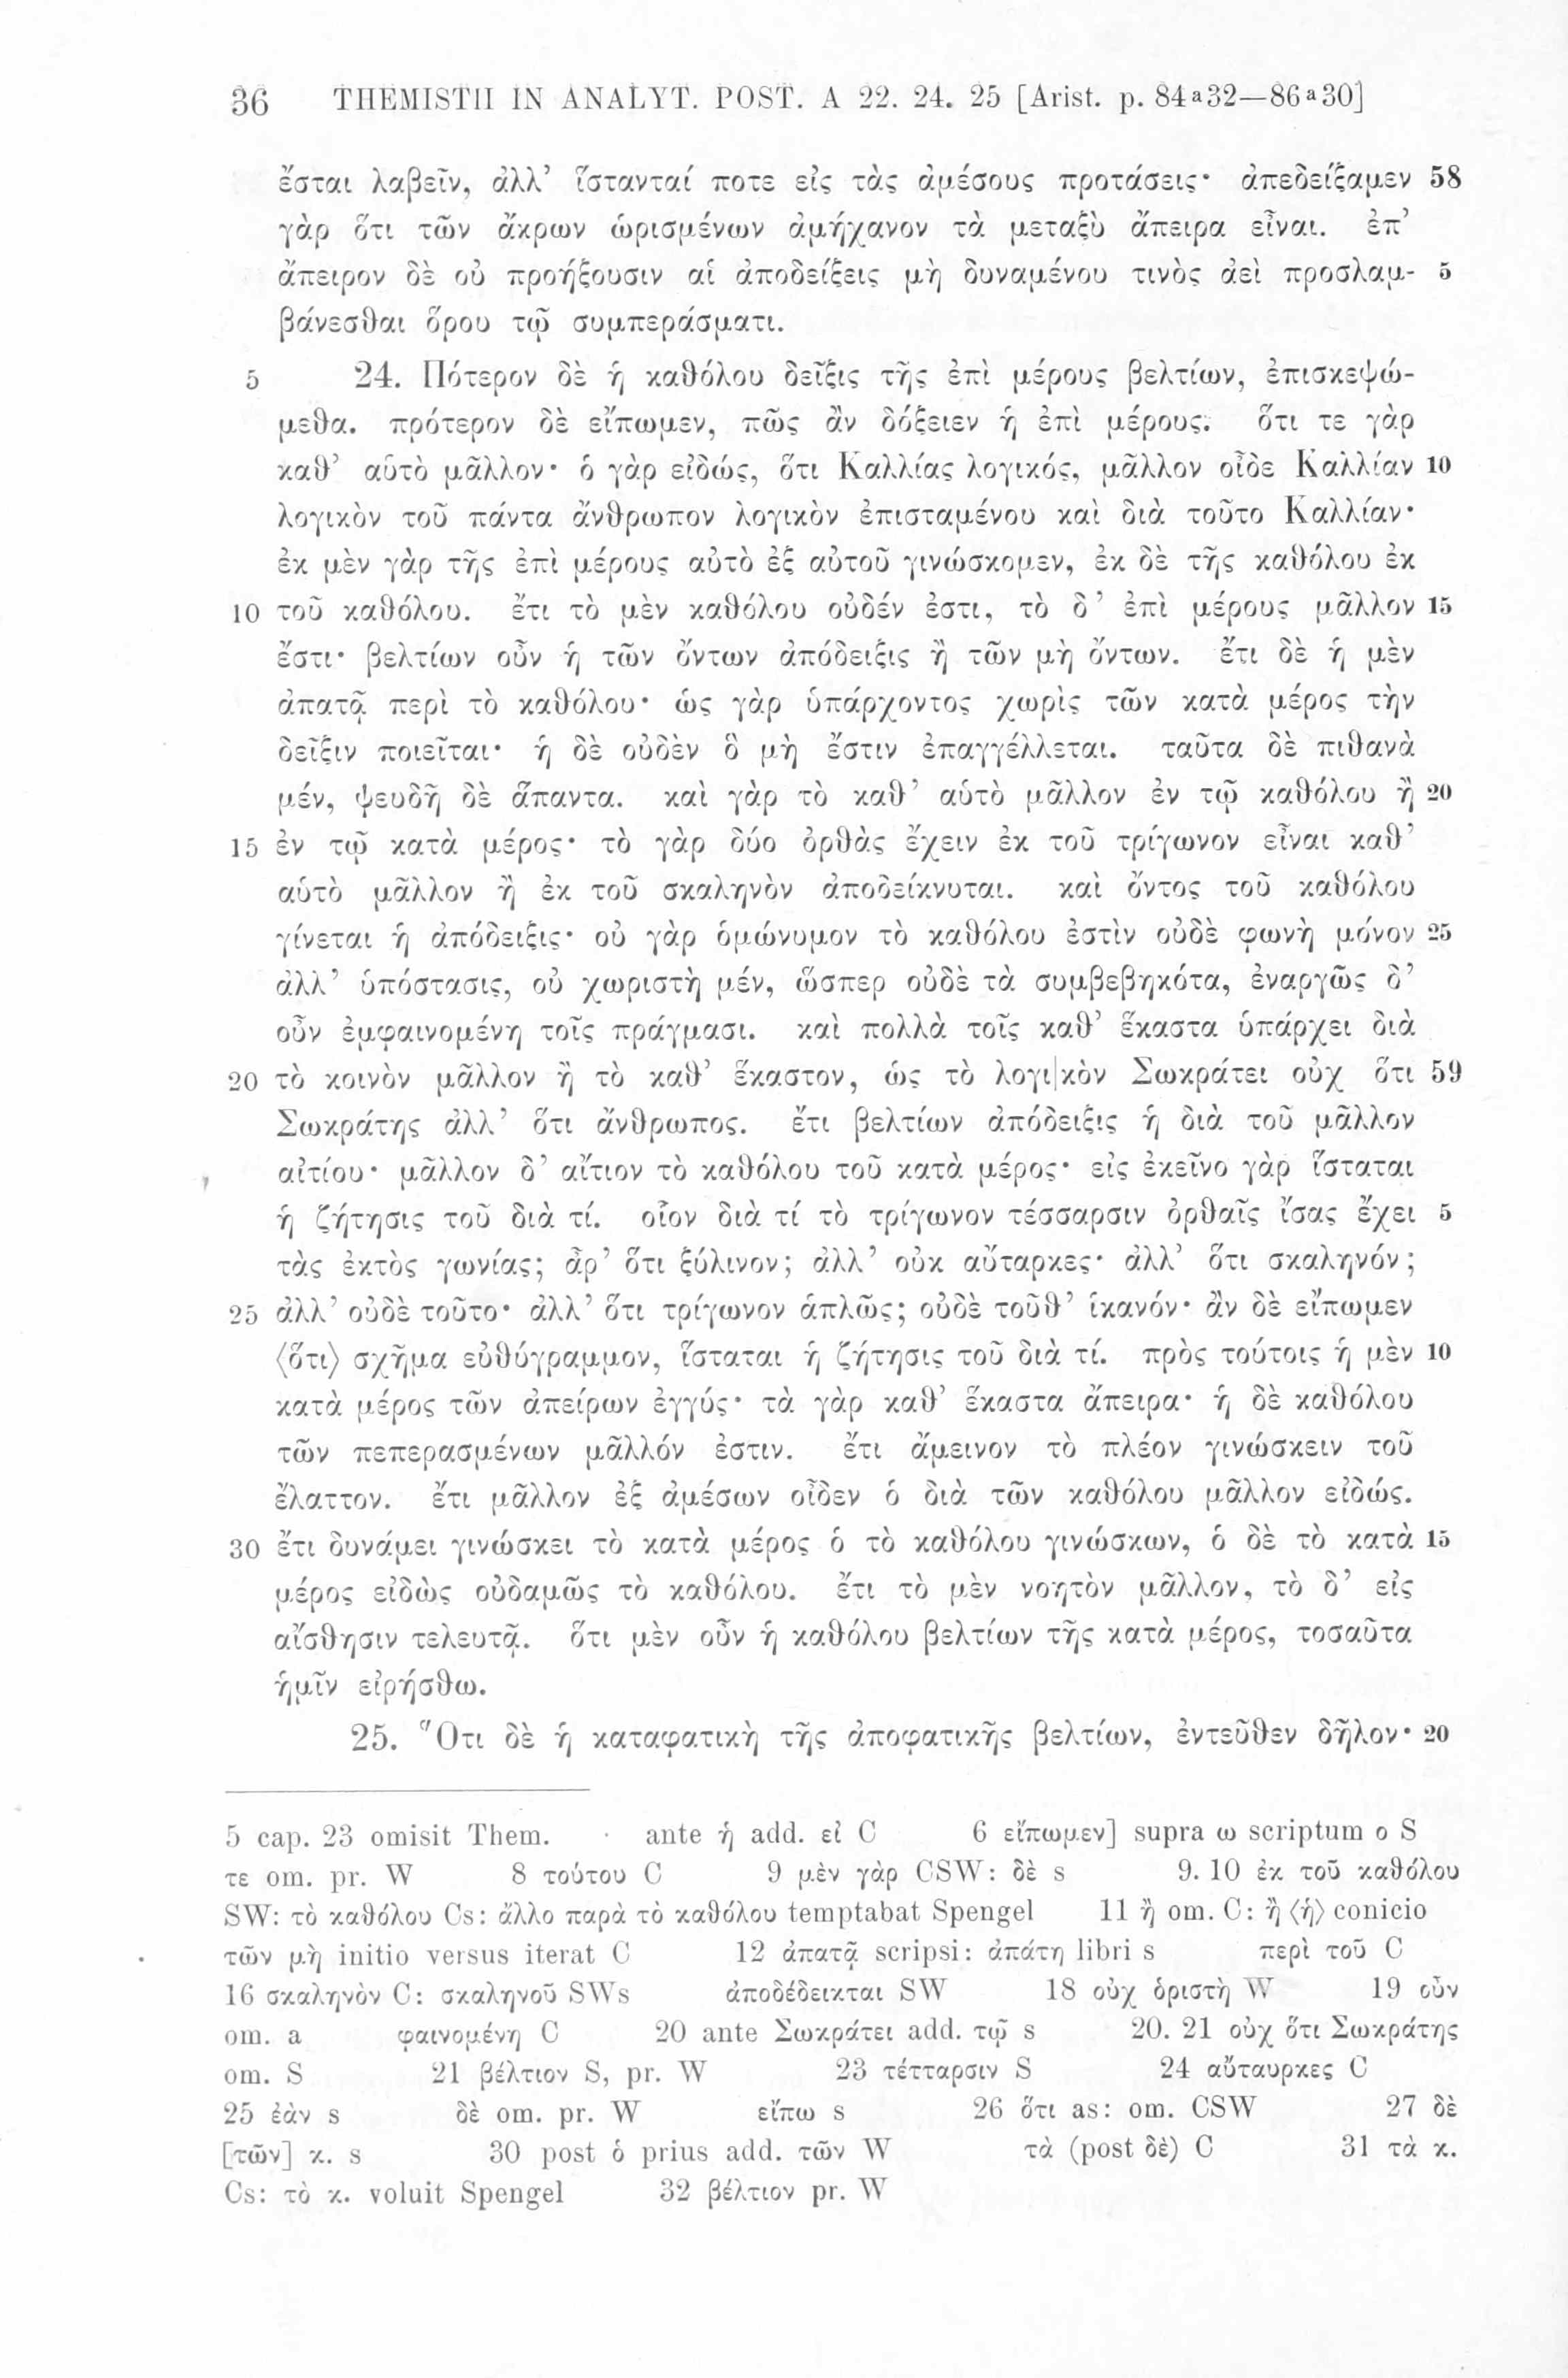 36 THEMISTII IN ANALYT. POST. A 22. 24. 25 [Arist. p. 84a32—86a30]
ἔσται λαβεῖν, ἀλλ’ ἵστανταί ποτε εἰς τὰς ἀμέσους προτάσεις· ἀπεδείξαμεν 58
γὰρ ὅτι τῶν ἄκρων ὡρισμένων ἀμήχανον τὰ μεταξὺ ἄπειρα εἶναι. ἐπ’
ἄπειρον δὲ οὐ προήξουσιν αἱ ἀποδείξεις μὴ δυναμένου τινὸς ἀεὶ προσλαμ- 5
βάνεσθαι ὅρου τῷ συμπεράσματι.
5 24. Πότερον δὲ ἡ καθόλου δεῖξις τῆς ἐπὶ μέρους βελτίων, ἐπισκεψώ-
μεθα. πρότερον δὲ εἴπωμεν, πῶς ἂν δόξειεν ἡ ἐπὶ μέρους. ὅτι τε γὰρ
καθ’ αὑτὸ μᾶλλον· ὁ γὰρ εἰδώς, ὅτι Καλλίας λογικός, μᾶλλον οἶδε Καλλίαν 10
λογικὸν τοῦ πάντα ἄνθρωπον λογικὸν ἐπισταμένου καὶ διὰ τοῦτο Καλλίαν·
ἐκ μὲν γὰρ τῆς ἐπὶ μέρους αὐτὸ ἐξ αὐτοῦ γινώσκομεν, ἐκ δὲ τῆς καθόλου ἐκ
10 τοῦ καθόλου. ἔτι τὸ μὲν καθόλου οὐδέν ἐστι, τὸ δ’ ἐπὶ μέρους μᾶλλον 15
ἔστι· βελτίων οὖν ἡ τῶν ὄντων ἀπόδειξις ἢ τῶν μὴ ὄντων. ἔτι δὲ ἡ μὲν
ἀπατᾷ περὶ τὸ καθόλου· ὡς γὰρ ὑπάρχοντος χωρὶς τῶν κατὰ μέρος τὴν
δεῖξιν ποιεῖται· ἡ δὲ οὐδὲν ὃ μὴ ἔστιν ἐπαγγέλλεται. ταῦτα δὲ πιθανὰ
μέν, ψευδῆ δὲ ἅπαντα. καὶ γὰρ τὸ καθ’ αὑτὸ μᾶλλον ἐν τῷ καθόλου ἢ 20
15 ἐν τῷ κατὰ μέρος· τὸ γὰρ δύο ὀρθὰς ἔχειν ἐκ τοῦ τρίγωνον εἶναι καθ’
αὑτὸ μᾶλλον ἢ ἐκ τοῦ σκαληνὸν ἀποδείκνυται. καὶ ὄντος τοῦ καθόλου
γίνεται ἡ ἀπόδειξις· οὐ γὰρ ὁμώνυμον τὸ καθόλου ἐστὶν οὐδὲ φωνὴ μόνον 25
ἀλλ’ ὑπόστασις, οὐ χωριστὴ μέν, ὥσπερ οὐδὲ τὰ συμβεβηκότα, ἐναργῶς δ’
οὖν ἐμφαινομένη τοῖς πράγμασι. καὶ πολλὰ τοῖς καθ’ ἕκαστα ὑπάρχει διὰ
20 τὸ κοινὸν μᾶλλον ἢ τὸ καθ’ ἕκαστον, ὡς τὸ λογι|κὸν Σωκράτει οὐχ ὅτι 59
Σωκράτης ἀλλ’ ὅτι ἄνθρωπος. ἔτι βελτίων ἀπόδειξις ἡ διὰ τοῦ μᾶλλον
αἰτίου· μᾶλλον δ’ αἴτιον τὸ καθόλου τοῦ κατὰ μέρος· εἰς ἐκεῖνο γὰρ ἵσταται
ἡ ζήτησις τοῦ διὰ τί. οἷον διὰ τί τὸ τρίγωνον τέσσαρσιν ὀρθαῖς ἴσας ἔχει 5
τὰς ἐκτὸς γωνίας; ἆρ’ ὅτι ξύλινον; ἀλλ’ οὐκ αὔταρκες· ἀλλ’ ὅτι σκαληνόν;
25 ἀλλ’ οὐδὲ τοῦτο· ἀλλ’ ὅτι τρίγωνον ἁπλῶς; οὐδὲ τοῦθ’ ἱκανόν· ἂν δὲ εἴπωμεν
⟨ὅτι⟩ σχῆμα εὐθύγραμμον, ἵσταται ἡ ζήτησις τοῦ διὰ τί. πρὸς τούτοις ἡ μὲν 10
κατὰ μέρος τῶν ἀπείρων ἐγγύς· τὰ γὰρ καθ’ ἕκαστα ἄπειρα· ἡ δὲ καθόλου
τῶν πεπερασμένων μᾶλλόν ἐστιν. ἔτι ἄμεινον τὸ πλέον γινώσκειν τοῦ
ἔλαττον. ἔτι μᾶλλον ἐξ ἀμέσων οἶδεν ὁ διὰ τῶν καθόλου μᾶλλον εἰδώς.
30 ἔτι δυνάμει γινώσκει τὸ κατὰ μέρος ὁ τὸ καθόλου γινώσκων, ὁ δὲ τὸ κατὰ 15
μέρος εἰδὼς οὐδαμῶς τὸ καθόλου. ἔτι τὸ μὲν νοητὸν μᾶλλον, τὸ δ’ εἰς
αἴσθησιν τελευτᾷ. ὅτι μὲν οὖν ἡ καθόλου βελτίων τῆς κατὰ μέρος, τοσαῦτα
ἡμῖν εἰρήσθω.
25. Ὅτι δὲ ἡ καταφατικὴ τῆς ἀποφατικῆς βελτίων, ἐντεῦθεν δῆλον· 20
5 cap. 23 omisit Them. ante ἡ add. εἰ C 6 εἴπωμεν] supra ω scriptum ο S
τε om. pr. W 8 τούτου C 9 μὲν γὰρ CSW: δὲ s 9. 10 ἐκ τοῦ καθόλου
SW: τὸ καθόλου Cs: ἄλλο παρὰ τὸ καθόλου temptabat Spengel 11 ἢ om. C: ἢ ⟨ἡ⟩ conicio
τῶν μὴ initio versus iterat C 12 ἀπατᾷ scripsi: ἀπάτη libri s περὶ τοῦ C
16 σκαληνὸν C: σκαληνοῦ SWs ἀποδέδεικται SW 18 οὐχ ὁριστὴ W 19 οὖν
om. a φαινομένη C 20 ante Σωκράτει add. τῷ s 20. 21 οὐχ ὅτι Σωκράτης
om. S 21 βέλτιον S, pr. W 23 τέτταρσιν S 24 αὔταυρκες C
25 ἐὰν s δὲ om. pr. W εἴπω s 26 ὅτι as: om. CSW 27 δὲ
[τῶν] κ. s 30 post ὁ prius add. τῶν W τὰ (post δὲ) C 31 τὰ κ.
Cs: τὸ κ. voluit Spengel 32 βέλτιον pr. W